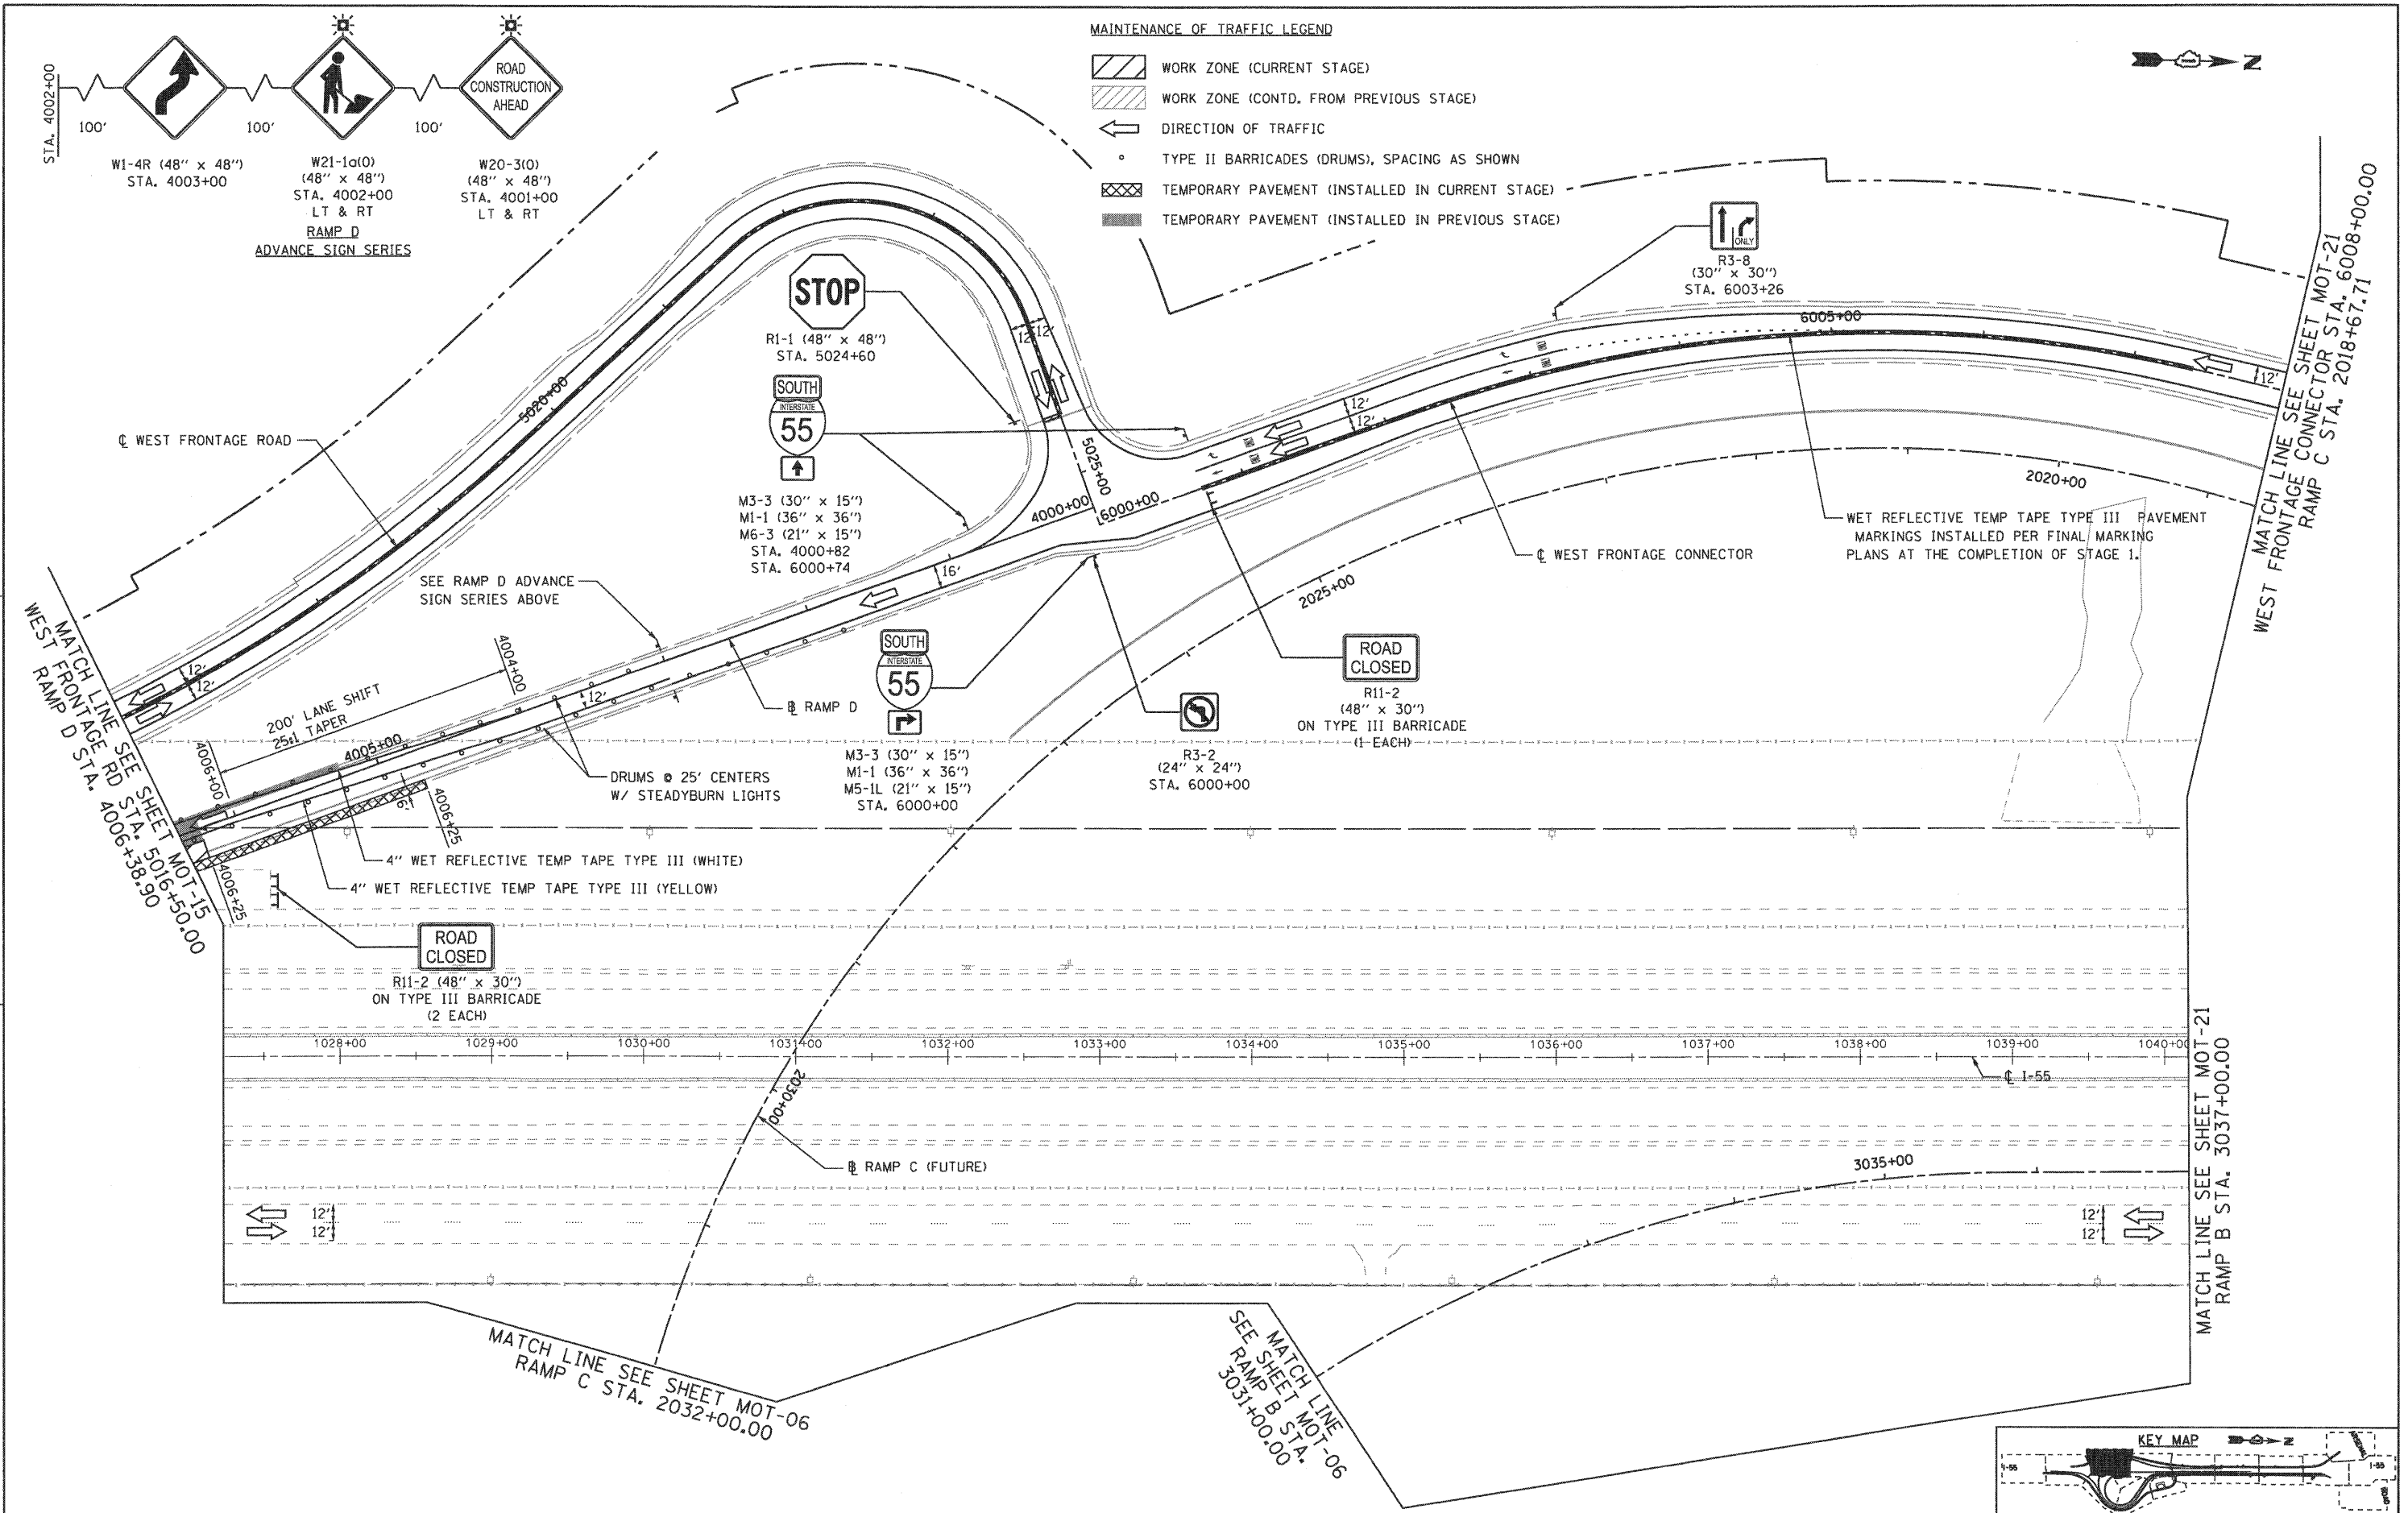 MAINTENANCE OF TRAFFIC LEGEND
WORK ZONE (CURRENT STAGE)
WORK ZONE (CONTD. FROM PREVIOUS STAGE)
DIRECTION OF TRAFFIC
TYPE II BARRICADES (DRUMS), SPACING AS SHOWN
TEMPORARY PAVEMENT (INSTALLED IN CURRENT STAGE)
TEMPORARY PAVEMENT (INSTALLED IN PREVIOUS STAGE)
N
STA. 4002+00
100'
100'
100'
ROAD
CONSTRUCTION
AHEAD
W1-4R (48" x 48")
STA. 4003+00
W21-1a(O)
(48" x 48")
STA. 4002+00
LT & RT
W20-3(O)
(48" x 48")
STA. 4001+00
LT & RT
RAMP D
ADVANCE SIGN SERIES
STOP
R1-1 (48" x 48")
STA. 5024+60
SOUTH
INTERSTATE
55
M3-3 (30" x 15")
M1-1 (36" x 36")
M6-3 (21" x 15")
STA. 4000+82
STA. 6000+74
12'
12'
ONLY
R3-8
(30" x 30")
STA. 6003+26
6005+00
12'
MATCH LINE SEE SHEET MOT-21
WEST FRONTAGE CONNECTOR STA. 6008+00.00
RAMP C STA. 2018+67.71
12'
12'
5020+00
℄ WEST FRONTAGE ROAD
5025+00
4000+00
6000+00
2020+00
2025+00
WET REFLECTIVE TEMP TAPE TYPE III PAVEMENT
MARKINGS INSTALLED PER FINAL MARKING
PLANS AT THE COMPLETION OF STAGE 1.
℄ WEST FRONTAGE CONNECTOR
SEE RAMP D ADVANCE
SIGN SERIES ABOVE
16'
SOUTH
INTERSTATE
55
M3-3 (30" x 15")
M1-1 (36" x 36")
M5-1L (21" x 15")
STA. 6000+00
R3-2
(24" x 24")
STA. 6000+00
ROAD
CLOSED
R11-2
(48" x 30")
ON TYPE III BARRICADE
(1 EACH)
MATCH LINE SEE SHEET MOT-15
WEST FRONTAGE RD STA. 5016+50.00
RAMP D STA. 4006+38.90
12'
12'
200' LANE SHIFT
25:1 TAPER
4004+00
4005+00
4006+00
12'
℄ RAMP D
DRUMS @ 25' CENTERS
W/ STEADYBURN LIGHTS
6'
4006+25
4006+25
4" WET REFLECTIVE TEMP TAPE TYPE III (WHITE)
4" WET REFLECTIVE TEMP TAPE TYPE III (YELLOW)
ROAD
CLOSED
R11-2 (48" x 30")
ON TYPE III BARRICADE
(2 EACH)
1028+00
1029+00
1030+00
1031+00
1032+00
1033+00
1034+00
1035+00
1036+00
1037+00
1038+00
1039+00
1040+00
℄ I-55
2030+00
℄ RAMP C (FUTURE)
3035+00
12'
12'
12'
12'
MATCH LINE SEE SHEET MOT-21
RAMP B STA. 3037+00.00
MATCH LINE SEE SHEET MOT-06
RAMP C STA. 2032+00.00
MATCH LINE
SEE SHEET MOT-06
RAMP B STA.
3031+00.00
KEY MAP
N
I-55
I-55